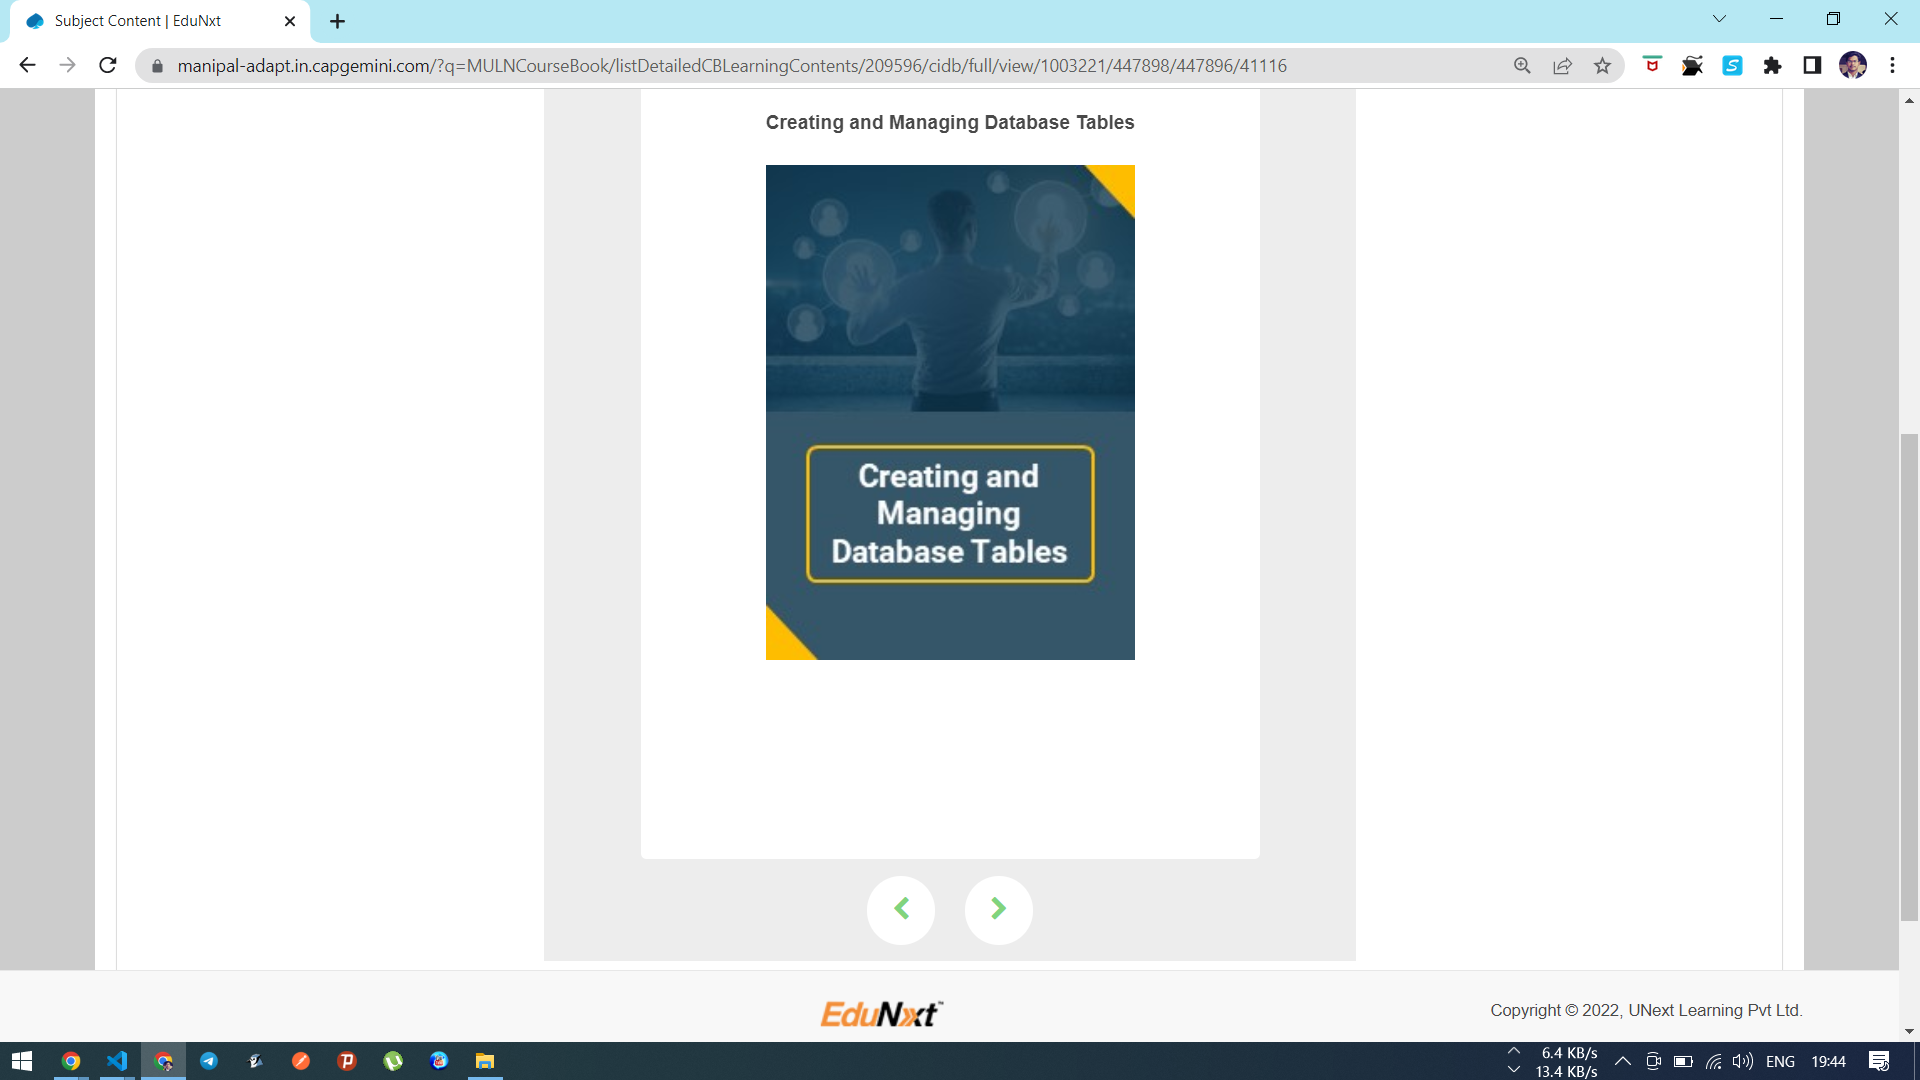 Subject Content | EduNxt
manipal-adapt.in.capgemini.com/?q=MULNCourseBook/listDetailedCBLearningContents/209596/cidb/full/view/1003221/447898/447896/41116
Creating and Managing Database Tables
Creating and
Managing
Database Tables
EduNxt
Copyright © 2022, UNext Learning Pvt Ltd.
6.4 KB/s
13.4 KB/s
ENG
19:44